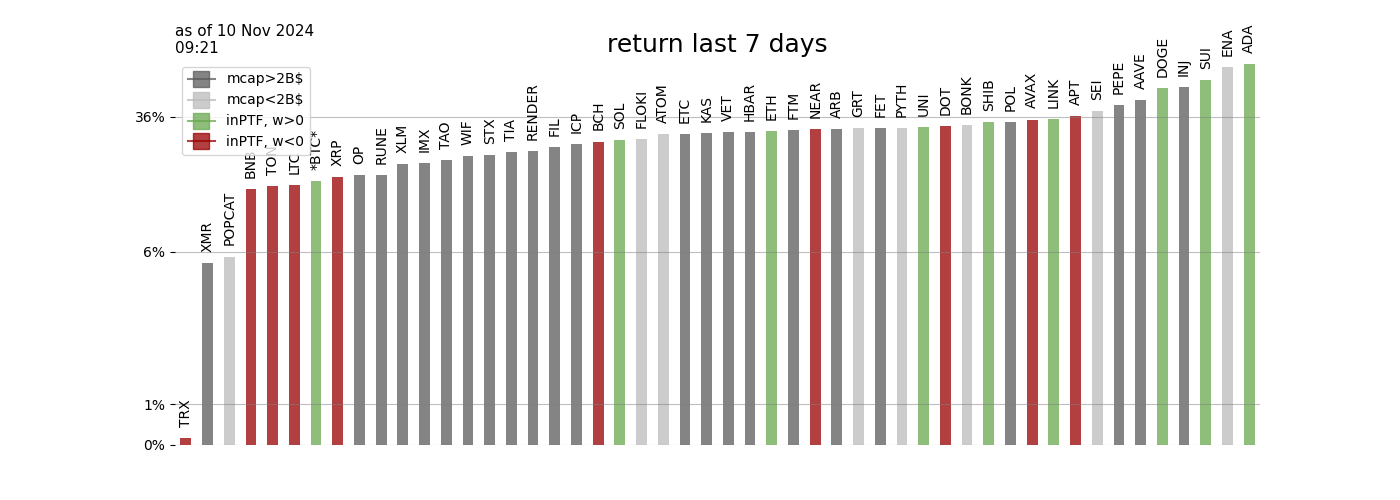 as of 10 Nov 2024
09:21
return last 7 days
mcap>2B$
mcap<2B$
inPTF, w>0
inPTF, w<0
36%
6%
1%
0%
TRX
XMR
POPCAT
BNB
TON
LTC
*BTC*
XRP
OP
RUNE
XLM
IMX
TAO
WIF
STX
TIA
RENDER
FIL
ICP
BCH
SOL
FLOKI
ATOM
ETC
KAS
VET
HBAR
ETH
FTM
NEAR
ARB
GRT
FET
PYTH
UNI
DOT
BONK
SHIB
POL
AVAX
LINK
APT
SEI
PEPE
AAVE
DOGE
INJ
SUI
ENA
ADA